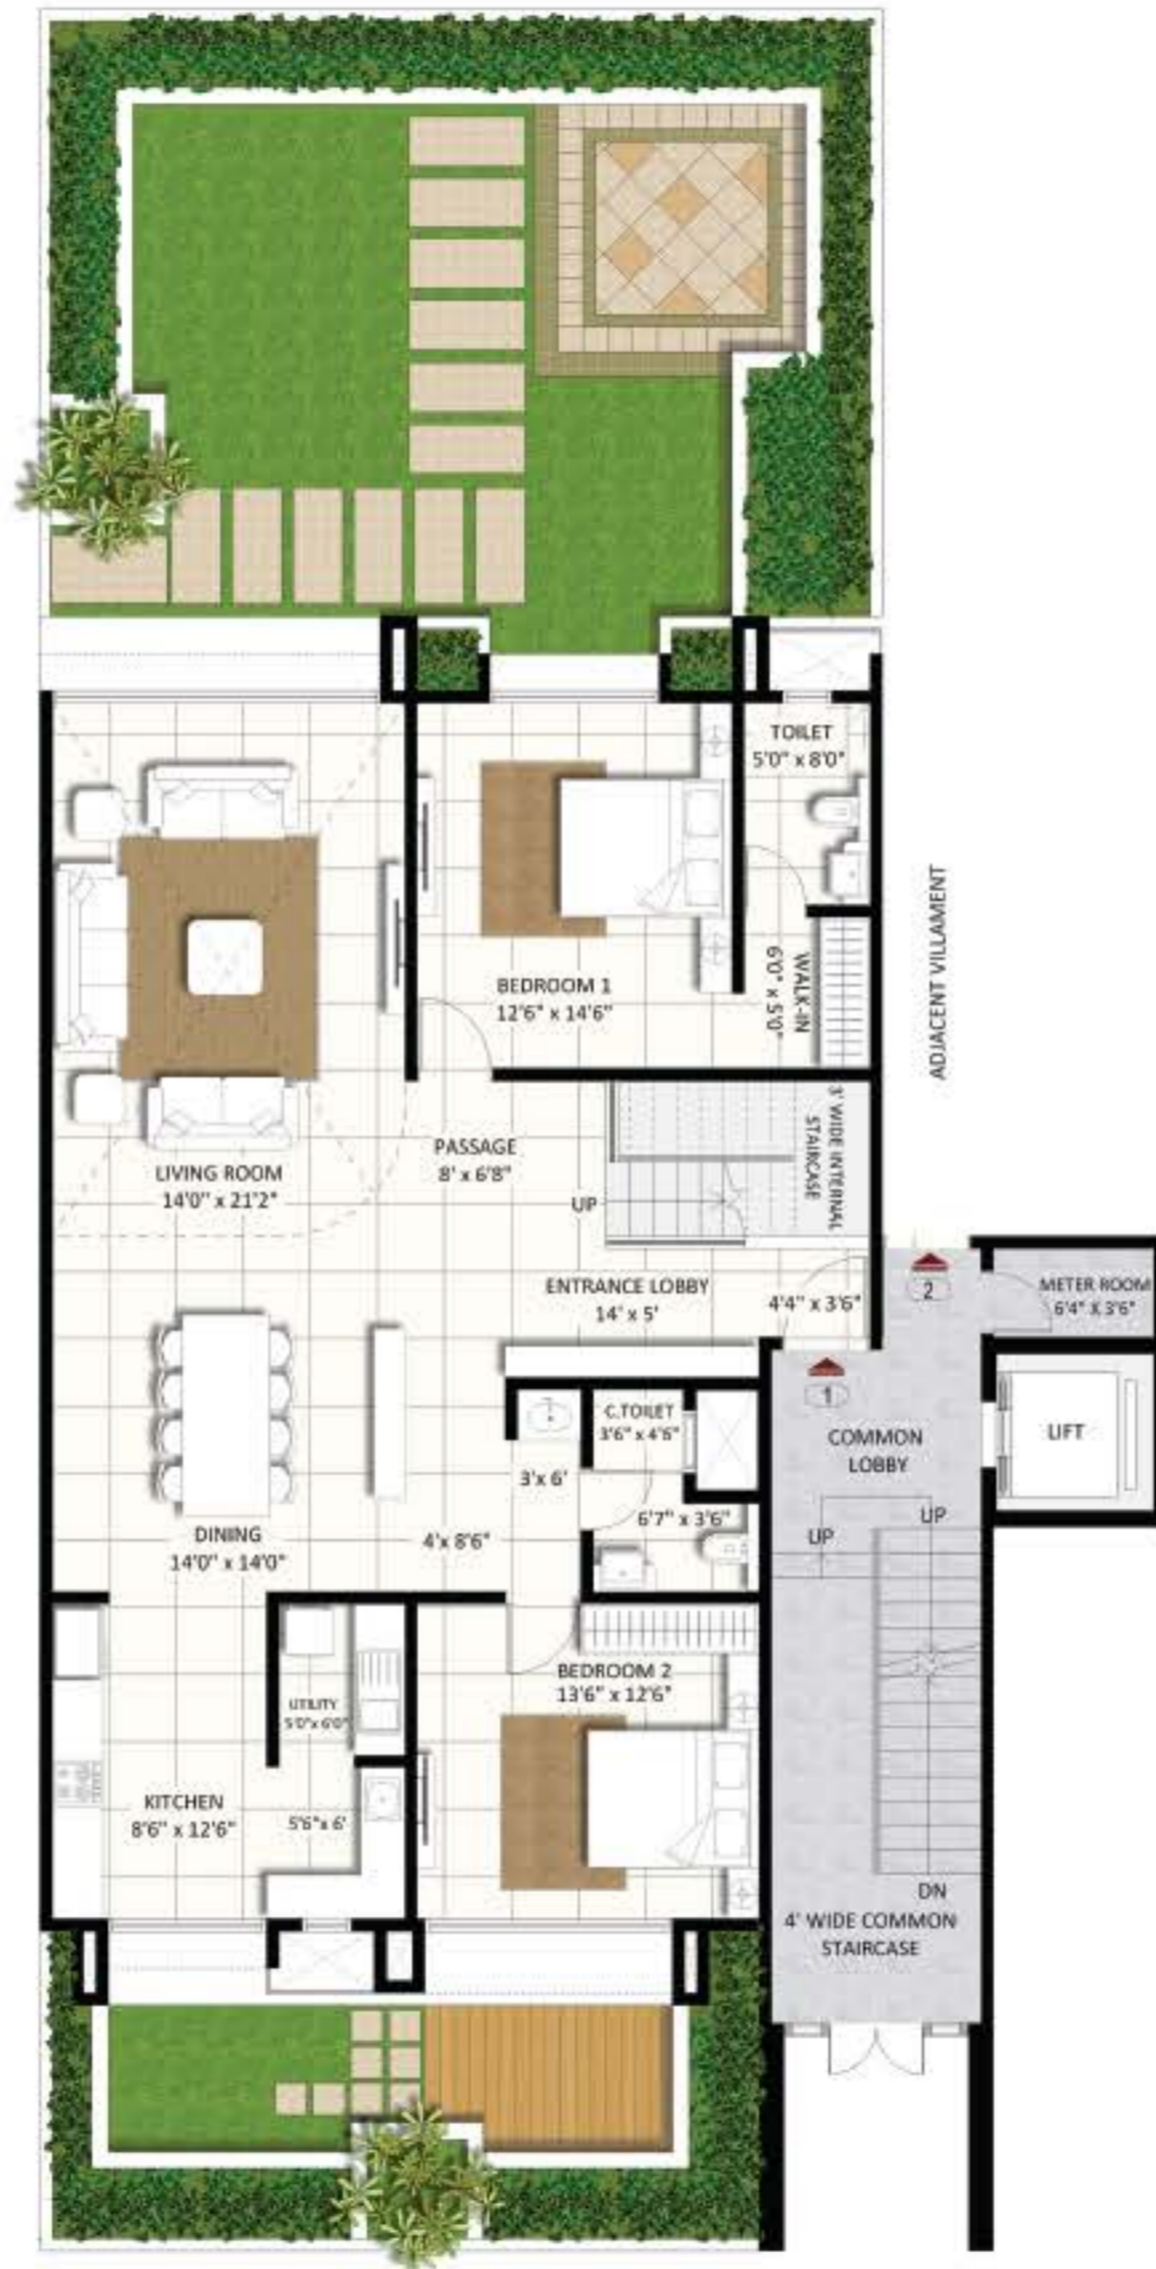 TOILET
5'0" x 8'0"
ADJACENT VILLAMENT
WALK-IN
6'0" x 5'0"
BEDROOM 1
12'6" x 14'6"
3' WIDE INTERNAL
STAIRCASE
PASSAGE
8' x 6'8"
LIVING ROOM
14'0" x 21'2"
UP
ENTRANCE LOBBY
14' x 5'
4'4" x 3'6"
2
METER ROOM
6'4" X 3'6"
1
C.TOILET
3'6" x 4'6"
COMMON
LOBBY
LIFT
3'x 6'
6'7" x 3'6"
UP
UP
DINING
14'0" x 14'0"
4'x 8'6"
BEDROOM 2
13'6" x 12'6"
UTILITY
5'0"x 6'0"
KITCHEN
8'6" x 12'6"
5'6"x 6'
DN
4' WIDE COMMON
STAIRCASE